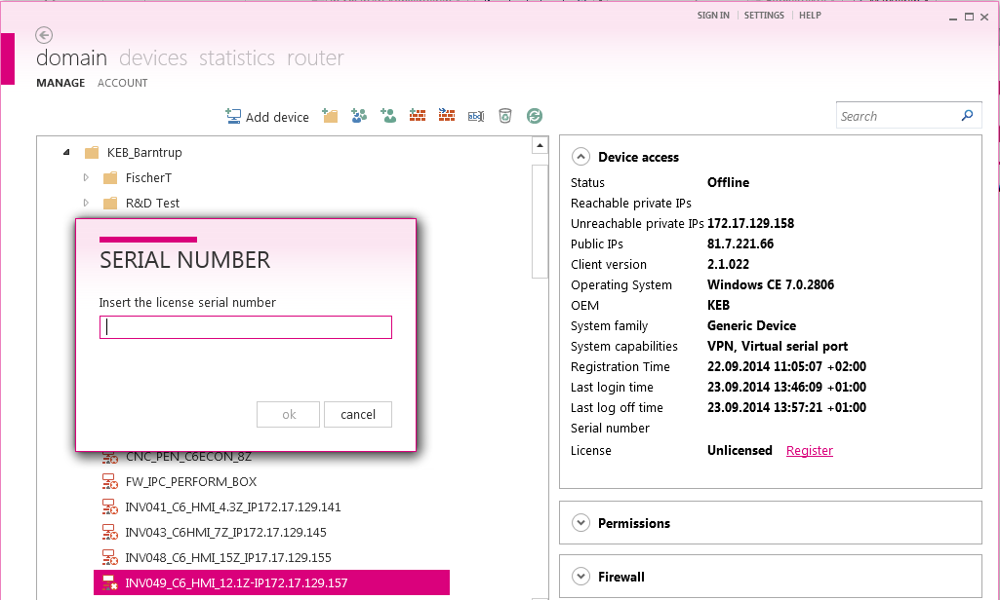 SIGN IN | SETTINGS | HELP
domain devices statistics router
MANAGE ACCOUNT
Add device
Search
KEB_Barntrup
FischerT
R&D Test
SERIAL NUMBER
Insert the license serial number
ok cancel
CNC_PEN_C6ECON_8Z
FW_IPC_PERFORM_BOX
INV041_C6_HMI_4.3Z_IP172.17.129.141
INV043_C6HMI_7Z_IP172.17.129.145
INV048_C6_HMI_15Z_IP17.17.129.155
INV049_C6_HMI_12.1Z-IP172.17.129.157
Device access
Status Offline
Reachable private IPs
Unreachable private IPs 172.17.129.158
Public IPs 81.7.221.66
Client version 2.1.022
Operating System Windows CE 7.0.2806
OEM KEB
System family Generic Device
System capabilities VPN, Virtual serial port
Registration Time 22.09.2014 11:05:07 +02:00
Last login time 23.09.2014 13:46:09 +01:00
Last log off time 23.09.2014 13:57:21 +01:00
Serial number
License Unlicensed Register
Permissions
Firewall